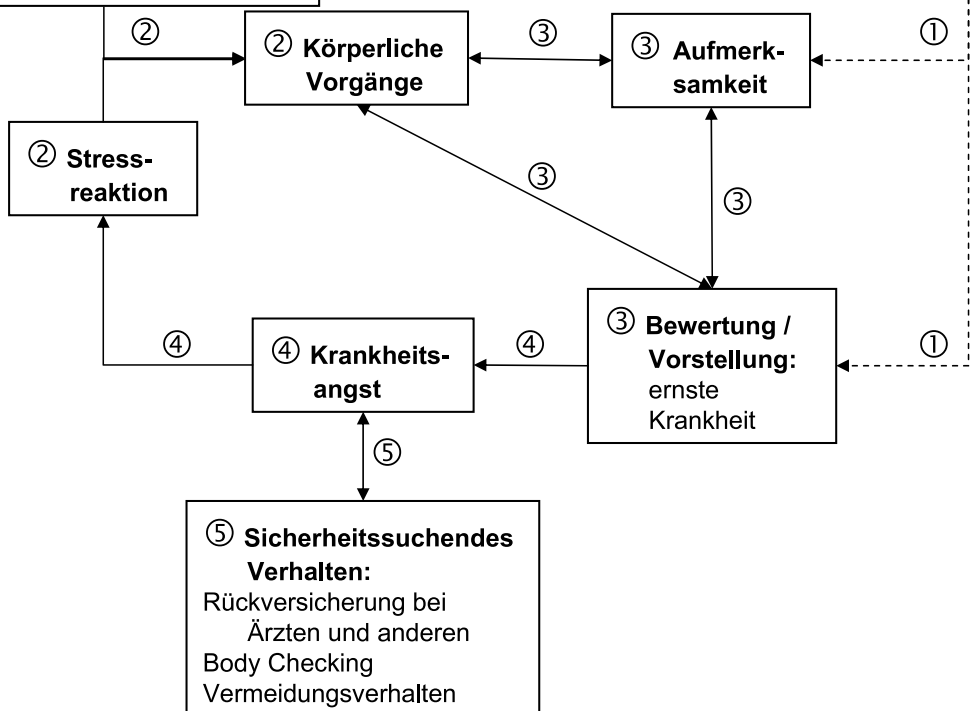 ②
③
①
② Körperliche
Vorgänge
③ Aufmerk-
samkeit
② Stress-
reaktion
③
③
④
④ Krankheits-
angst
④
③ Bewertung /
Vorstellung:
ernste
Krankheit
①
⑤
⑤ Sicherheitssuchendes
Verhalten:
Rückversicherung bei
Ärzten und anderen
Body Checking
Vermeidungsverhalten